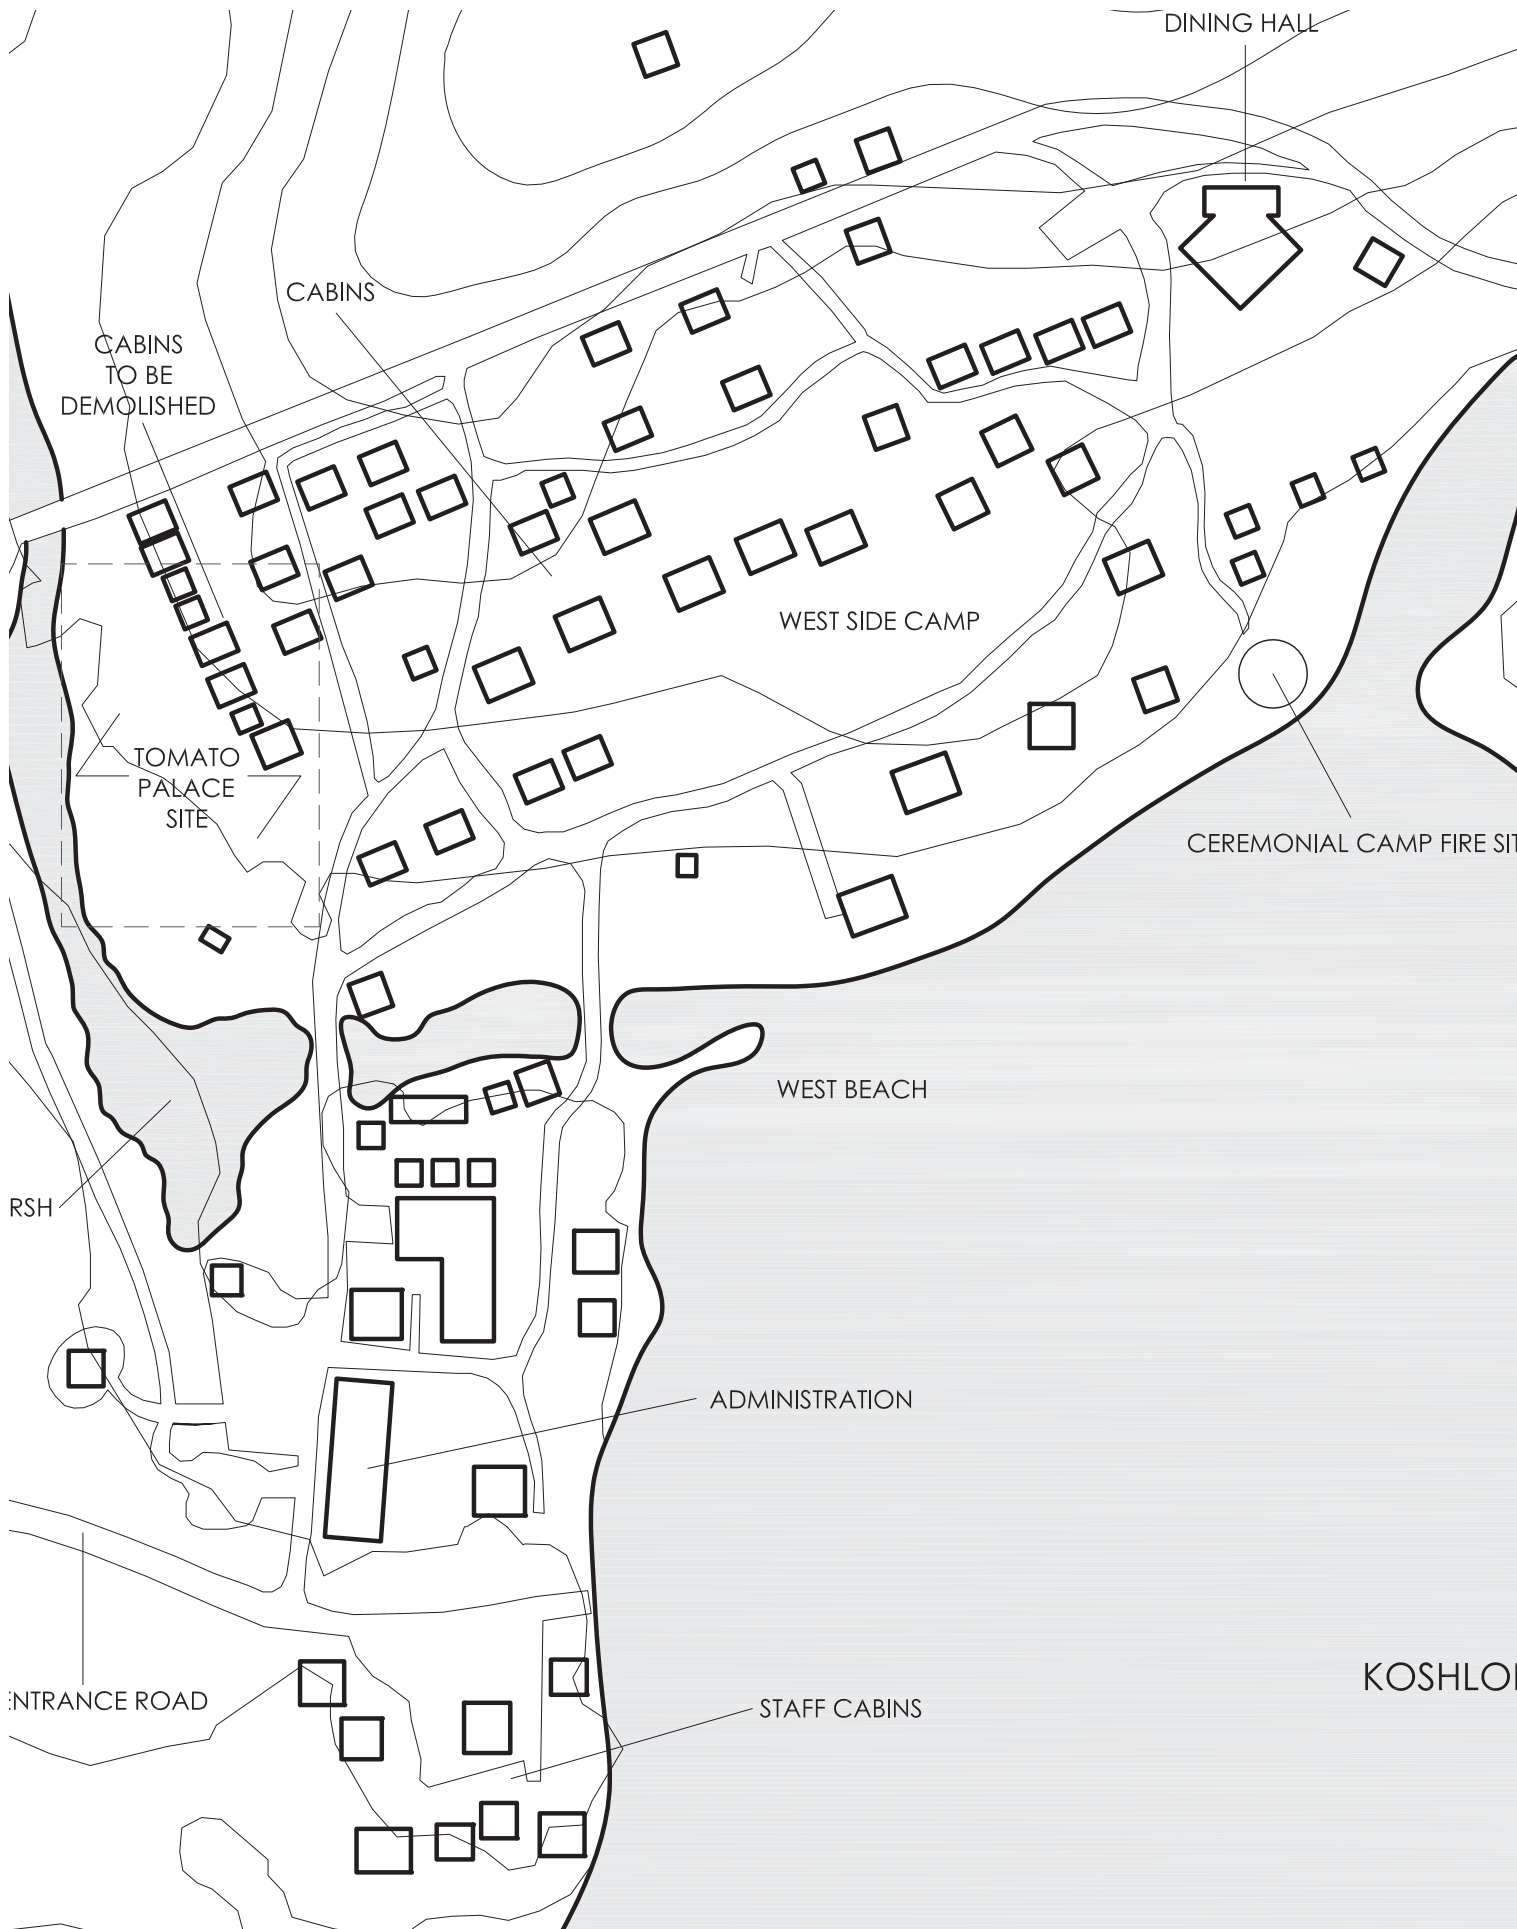 DINING HALL
CABINS
CABINS
TO BE
DEMOLISHED
WEST SIDE CAMP
TOMATO
PALACE
SITE
CEREMONIAL CAMP FIRE SIT
WEST BEACH
RSH
ADMINISTRATION
KOSHLO
ENTRANCE ROAD
STAFF CABINS